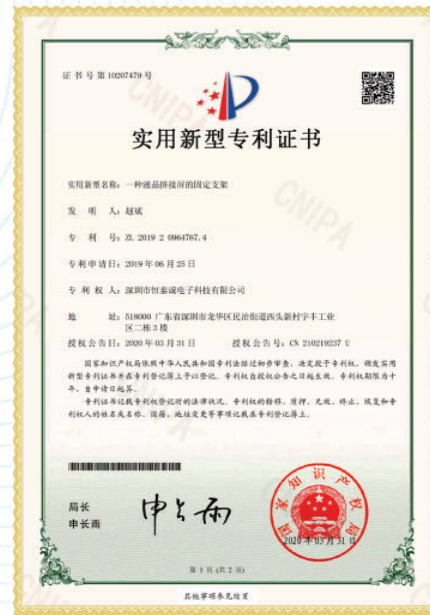 证书号第10207479号
实用新型专利证书
实用新型名称：一种液晶拼接屏的固定支架
发明人：赵斌
专利号：ZL 2019 2 0964767.4
专利申请日：2019年06月25日
专利权人：深圳市恒泰诚电子科技有限公司
地址：518000 广东省深圳市龙华区民治街道西头新村宇丰工业
区二栋3楼
授权公告日：2020年03月31日 授权公告号：CN 210219237 U
国家知识产权局依照中华人民共和国专利法经过初步审查，决定授予专利权，颁发实用
新型专利证书并在专利登记簿上予以登记。专利权自授权公告之日起生效。专利权期限为十
年，自申请日起算。
专利证书记载专利权登记时的法律状况。专利权的转移、质押、无效、终止、恢复和专
利权人的姓名或名称、国籍、地址变更等事项记载在专利登记簿上。
局长
申长雨
申长雨
国家知识产权局
2020年03月31日
第1页(共2页)
其他事项参见续页
CNIPA
CNIPA